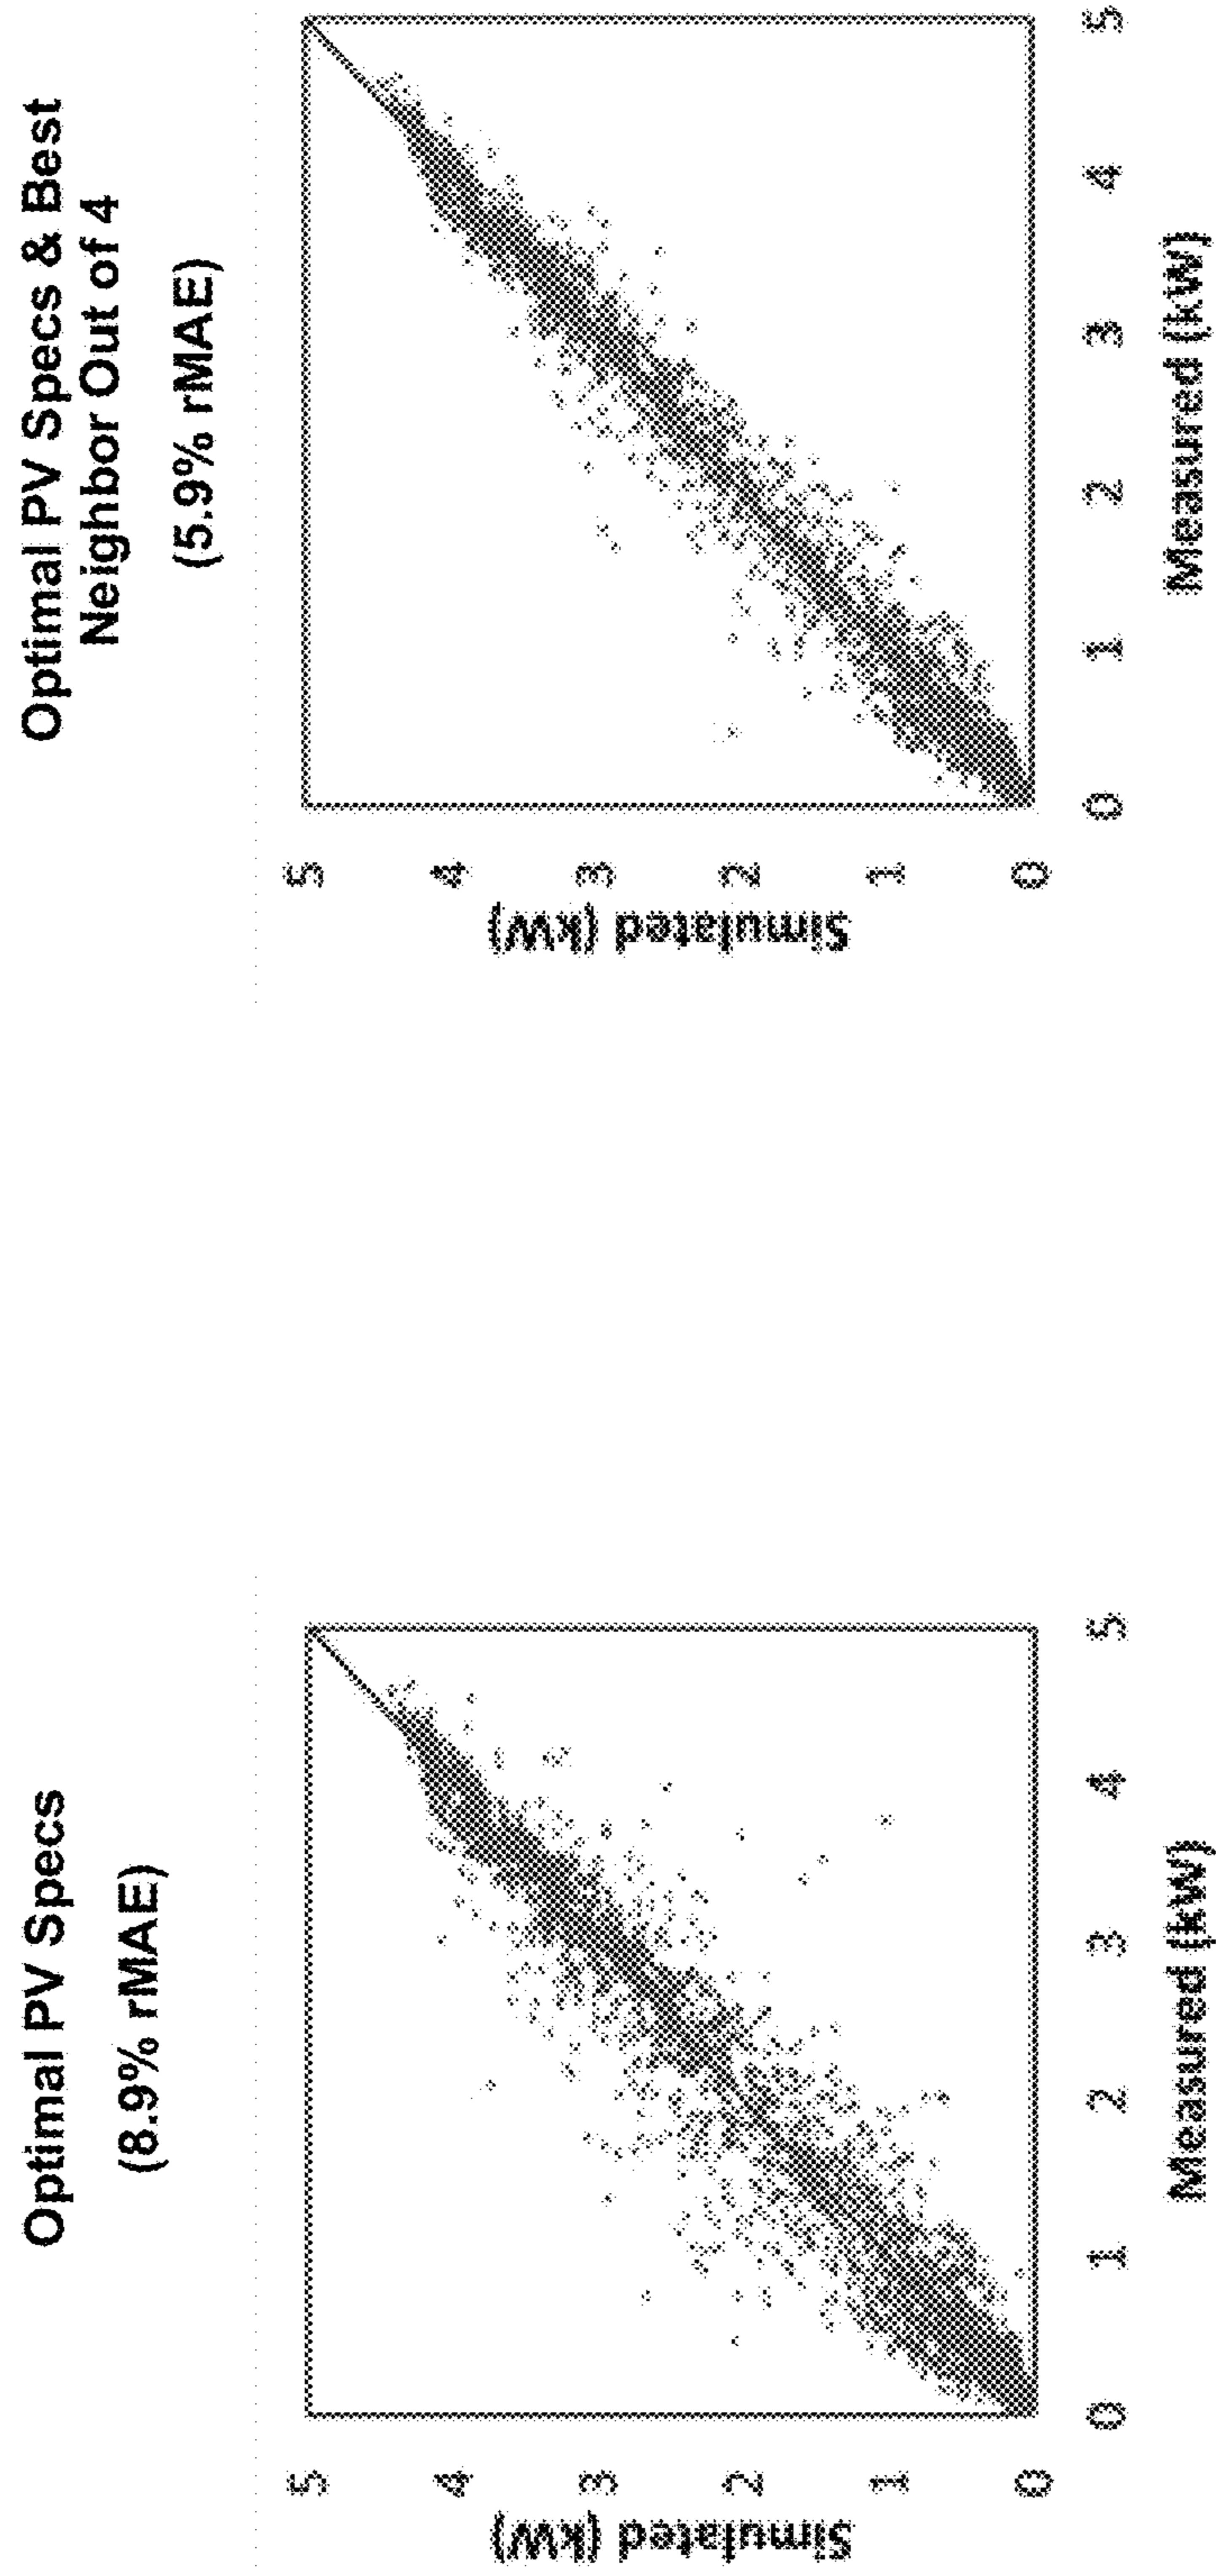 Optimal PV Specs
(8.9% rMAE)
Simulated (kW)
5
4
3
2
1
0
0 1 2 3 4 5
Measured (kW)
Optimal PV Specs & Best
Neighbor Out of 4
(5.9% rMAE)
Simulated (kW)
5
4
3
2
1
0
0 1 2 3 4 5
Measured (kW)